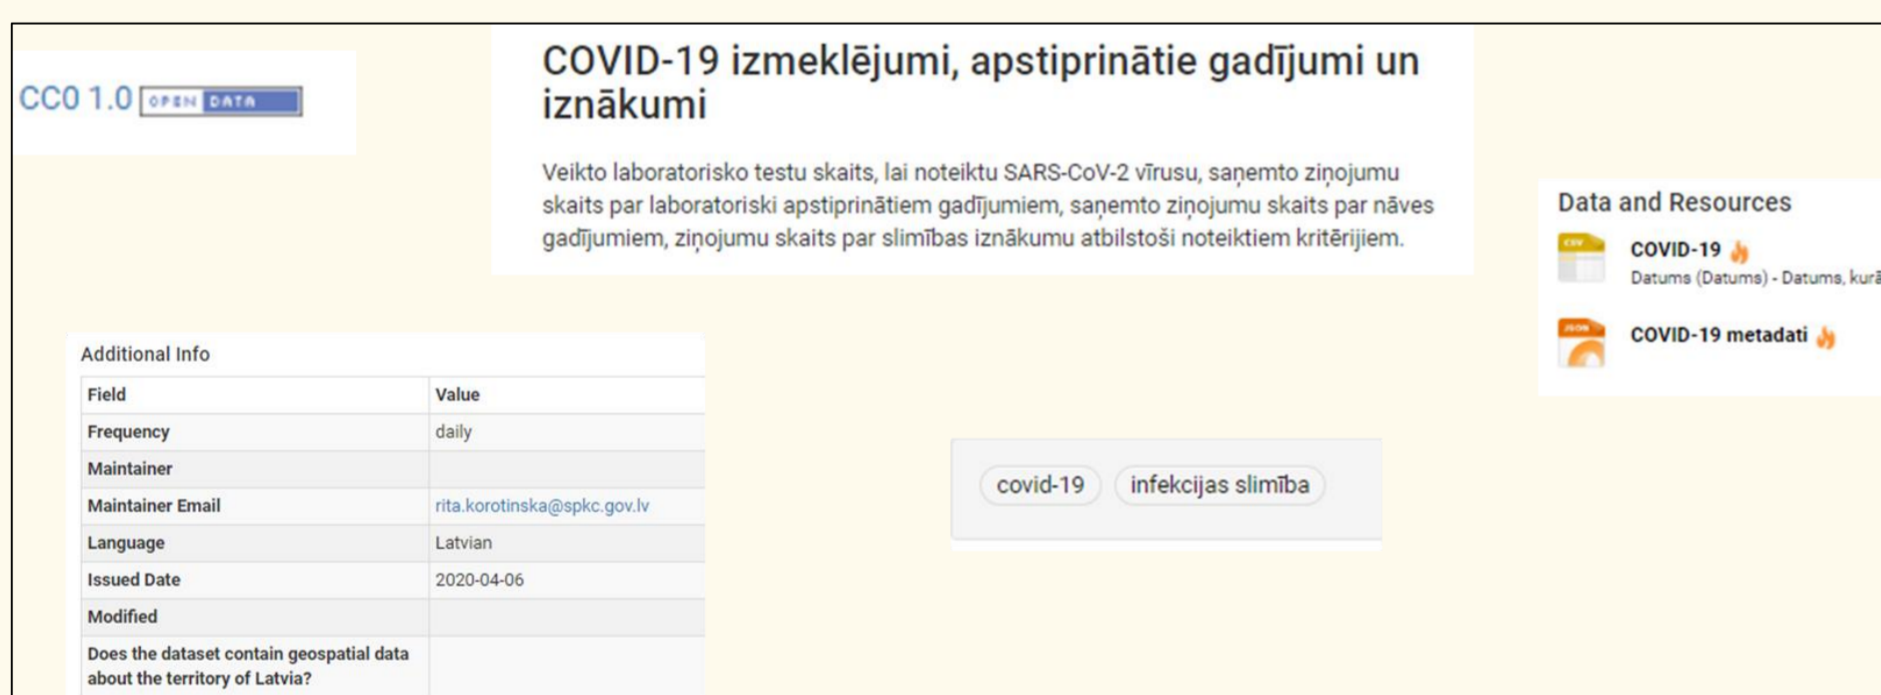 CC0 1.0 OPEN DATA
COVID-19 izmeklējumi, apstiprinātie gadījumi un
iznākumi
Veikto laboratorisko testu skaits, lai noteiktu SARS-CoV-2 vīrusu, saņemto ziņojumu
skaits par laboratoriski apstiprinātiem gadījumiem, saņemto ziņojumu skaits par nāves
gadījumiem, ziņojumu skaits par slimības iznākumu atbilstoši noteiktiem kritērijiem.
Data and Resources
CSV
COVID-19
Datums (Datums) - Datums, kurā
JSON
COVID-19 metadati
Additional Info
Field Value
Frequency daily
Maintainer
Maintainer Email rita.korotinska@spkc.gov.lv
Language Latvian
Issued Date 2020-04-06
Modified
Does the dataset contain geospatial data
about the territory of Latvia?
covid-19 infekcijas slimība